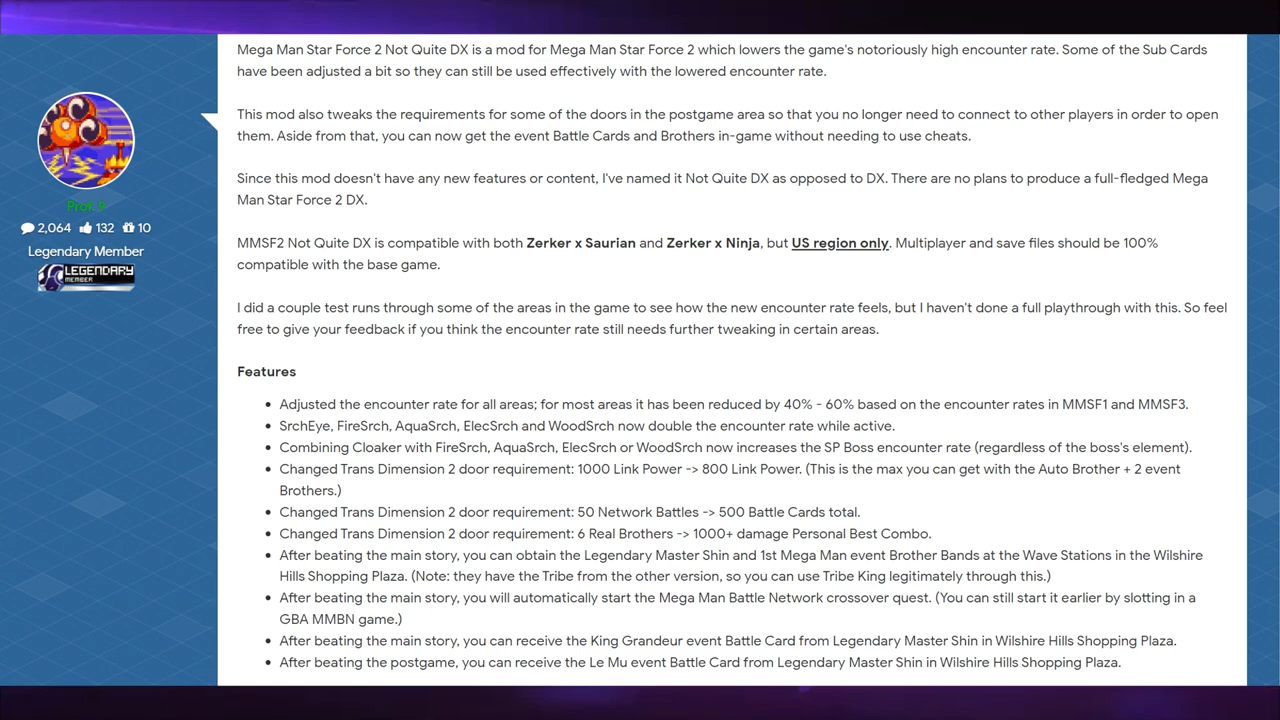 Mega Man Star Force 2 Not Quite DX is a mod for Mega Man Star Force 2 which lowers the game's notoriously high encounter rate. Some of the Sub Cards
have been adjusted a bit so they can still be used effectively with the lowered encounter rate.
This mod also tweaks the requirements for some of the doors in the postgame area so that you no longer need to connect to other players in order to open
them. Aside from that, you can now get the event Battle Cards and Brothers in-game without needing to use cheats.
Since this mod doesn't have any new features or content, I've named it Not Quite DX as opposed to DX. There are no plans to produce a full-fledged Mega
Man Star Force 2 DX.
Prof. 9
2,064 132 10
Legendary Member
LEGENDARY
MEMBER
MMSF2 Not Quite DX is compatible with both Zerker x Saurian and Zerker x Ninja, but US region only. Multiplayer and save files should be 100%
compatible with the base game.
I did a couple test runs through some of the areas in the game to see how the new encounter rate feels, but I haven't done a full playthrough with this. So feel
free to give your feedback if you think the encounter rate still needs further tweaking in certain areas.
Features
• Adjusted the encounter rate for all areas; for most areas it has been reduced by 40% - 60% based on the encounter rates in MMSF1 and MMSF3.
• SrchEye, FireSrch, AquaSrch, ElecSrch and WoodSrch now double the encounter rate while active.
• Combining Cloaker with FireSrch, AquaSrch, ElecSrch or WoodSrch now increases the SP Boss encounter rate (regardless of the boss's element).
• Changed Trans Dimension 2 door requirement: 1000 Link Power -> 800 Link Power. (This is the max you can get with the Auto Brother + 2 event
Brothers.)
• Changed Trans Dimension 2 door requirement: 50 Network Battles -> 500 Battle Cards total.
• Changed Trans Dimension 2 door requirement: 6 Real Brothers -> 1000+ damage Personal Best Combo.
• After beating the main story, you can obtain the Legendary Master Shin and 1st Mega Man event Brother Bands at the Wave Stations in the Wilshire
Hills Shopping Plaza. (Note: they have the Tribe from the other version, so you can use Tribe King legitimately through this.)
• After beating the main story, you will automatically start the Mega Man Battle Network crossover quest. (You can still start it earlier by slotting in a
GBA MMBN game.)
• After beating the main story, you can receive the King Grandeur event Battle Card from Legendary Master Shin in Wilshire Hills Shopping Plaza.
• After beating the postgame, you can receive the Le Mu event Battle Card from Legendary Master Shin in Wilshire Hills Shopping Plaza.